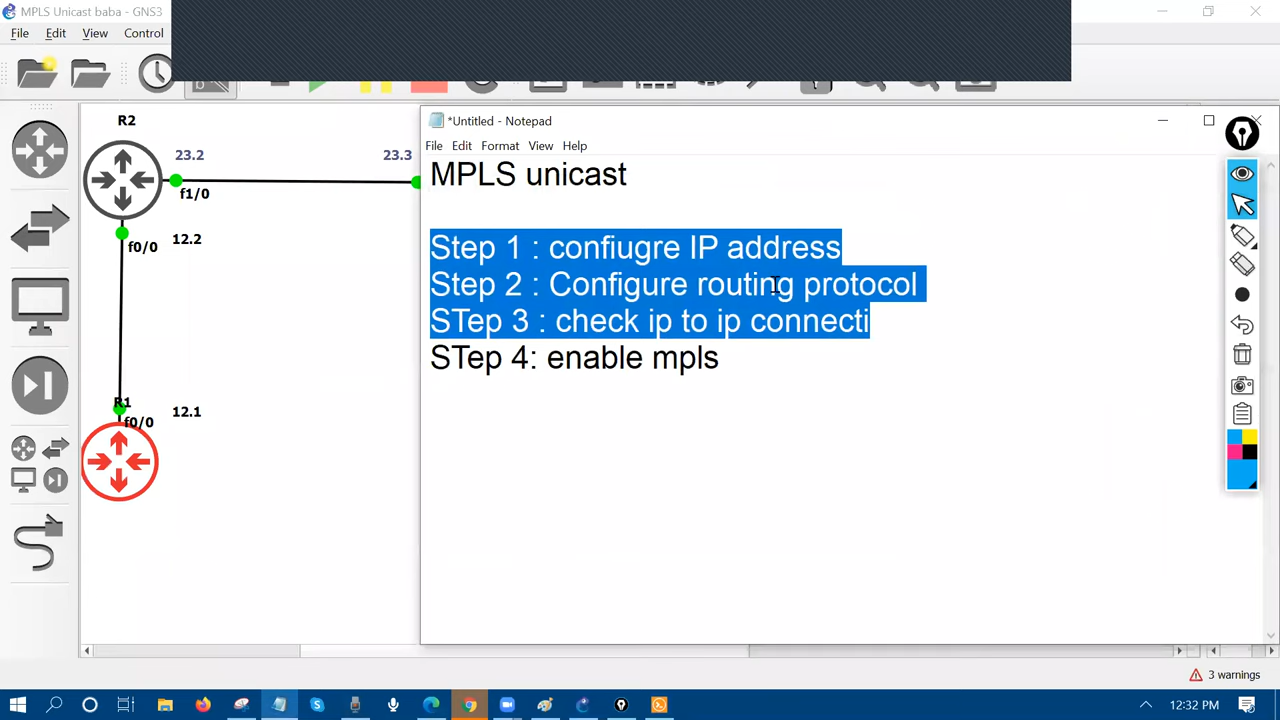 MPLS Unicast baba - GNS3
File Edit View Control
R2
23.2 23.3
f1/0
f0/0 12.2
R1
f0/0 12.1
*Untitled - Notepad
File Edit Format View Help
MPLS unicast
Step 1 : confiugre IP address
Step 2 : Configure routing protocol
STep 3 : check ip to ip connecti
STep 4: enable mpls
3 warnings
12:32 PM